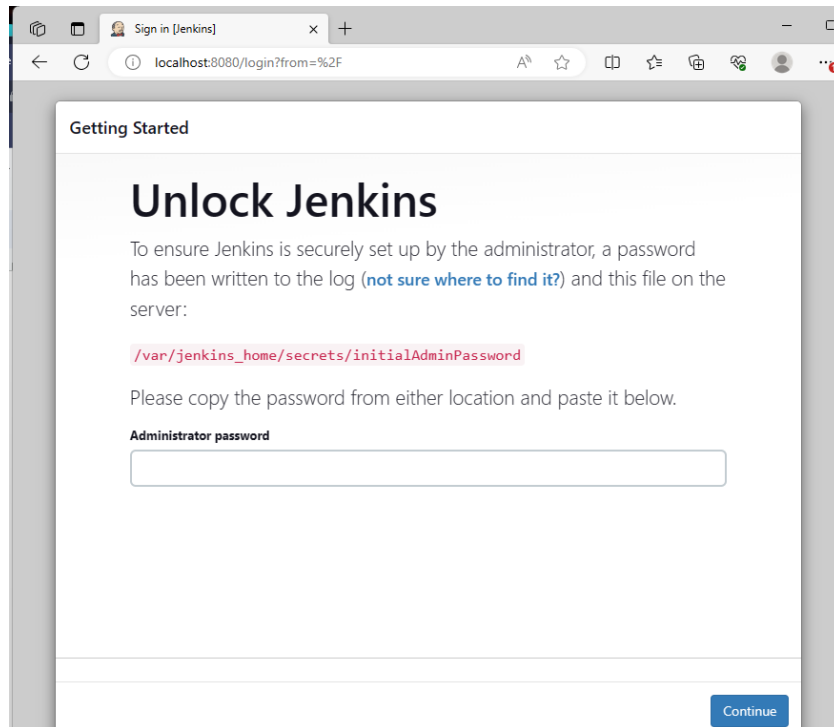 Sign in [Jenkins]
localhost:8080/login?from=%2F
Getting Started
Unlock Jenkins
To ensure Jenkins is securely set up by the administrator, a password
has been written to the log (not sure where to find it?) and this file on the
server:
/var/jenkins_home/secrets/initialAdminPassword
Please copy the password from either location and paste it below.
Administrator password
Continue